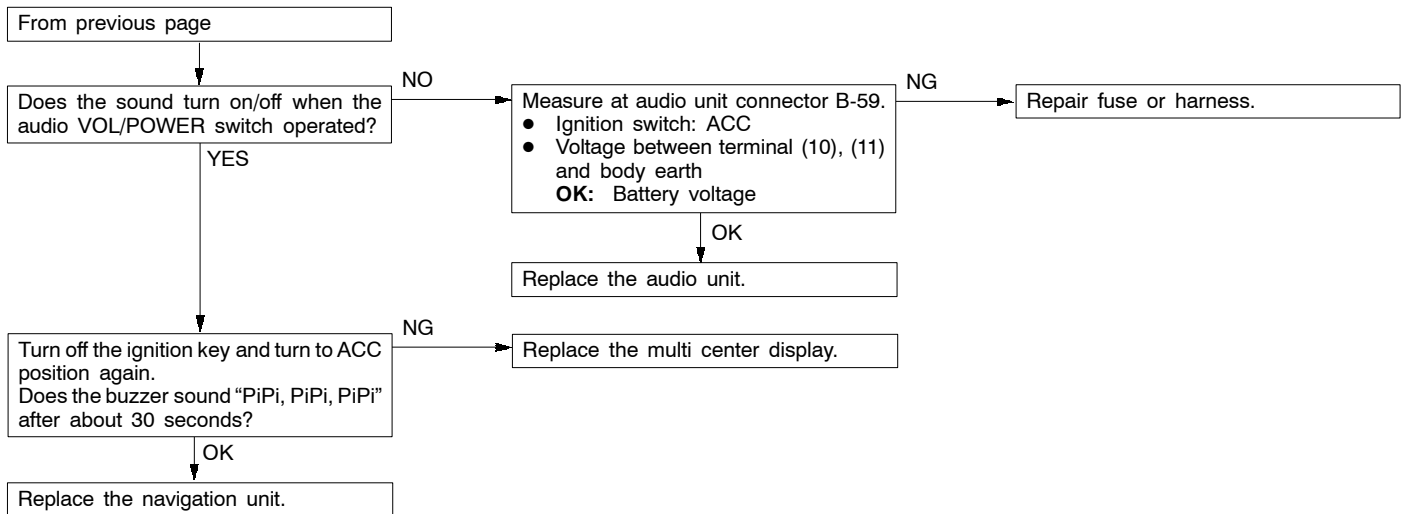 From previous page
Does the sound turn on/off when the
audio VOL/POWER switch operated?
NO
Measure at audio unit connector B-59.
● Ignition switch: ACC
● Voltage between terminal (10), (11)
and body earth
OK: Battery voltage
NG
Repair fuse or harness.
YES
OK
Replace the audio unit.
Turn off the ignition key and turn to ACC
position again.
Does the buzzer sound “PiPi, PiPi, PiPi”
after about 30 seconds?
NG
Replace the multi center display.
OK
Replace the navigation unit.